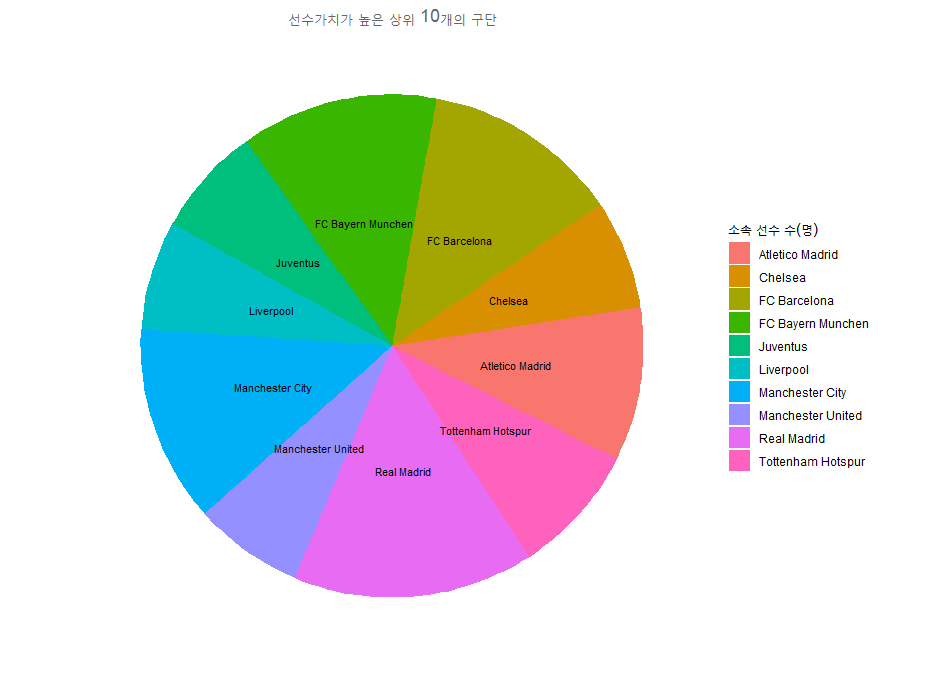 선수가치가 높은 상위 10개의 구단
FC Bayern Munchen
FC Barcelona
Juventus
Chelsea
Liverpool
Atletico Madrid
Manchester City
Tottenham Hotspur
Manchester United
Real Madrid
소속 선수 수(명)
Atletico Madrid
Chelsea
FC Barcelona
FC Bayern Munchen
Juventus
Liverpool
Manchester City
Manchester United
Real Madrid
Tottenham Hotspur